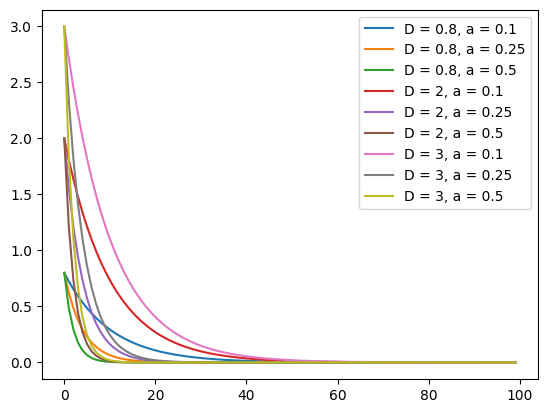 3.0
2.5
2.0
1.5
1.0
0.5
0.0
0 20 40 60 80 100
D = 0.8, a = 0.1
D = 0.8, a = 0.25
D = 0.8, a = 0.5
D = 2, a = 0.1
D = 2, a = 0.25
D = 2, a = 0.5
D = 3, a = 0.1
D = 3, a = 0.25
D = 3, a = 0.5